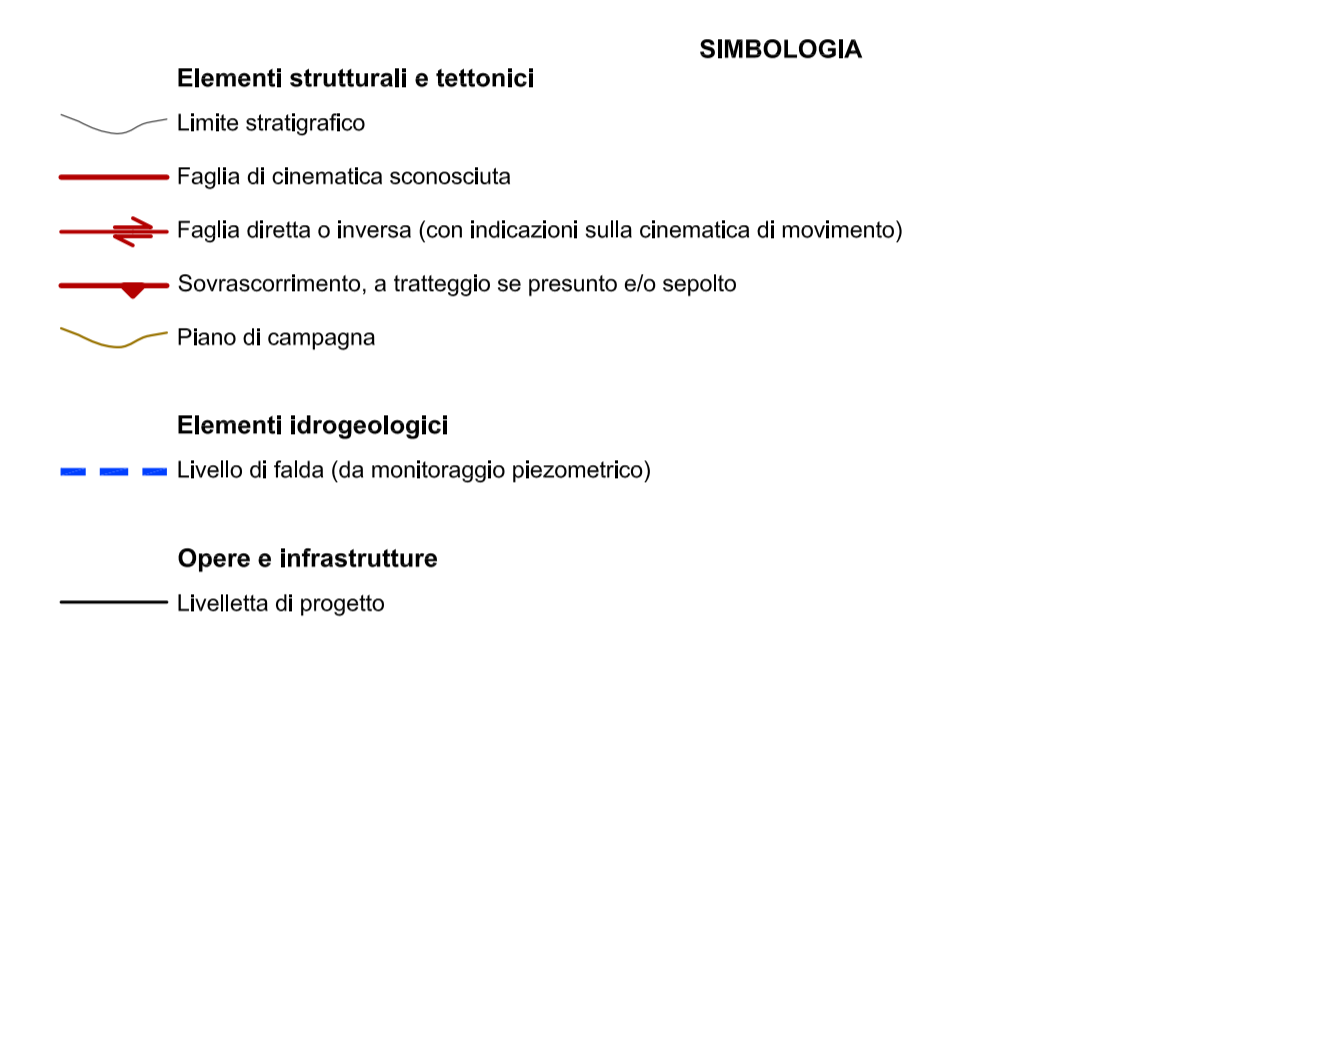 SIMBOLOGIA
Elementi strutturali e tettonici
Limite stratigrafico
Faglia di cinematica sconosciuta
Faglia diretta o inversa (con indicazioni sulla cinematica di movimento)
Sovrascorrimento, a tratteggio se presunto e/o sepolto
Piano di campagna
Elementi idrogeologici
Livello di falda (da monitoraggio piezometrico)
Opere e infrastrutture
Livelletta di progetto